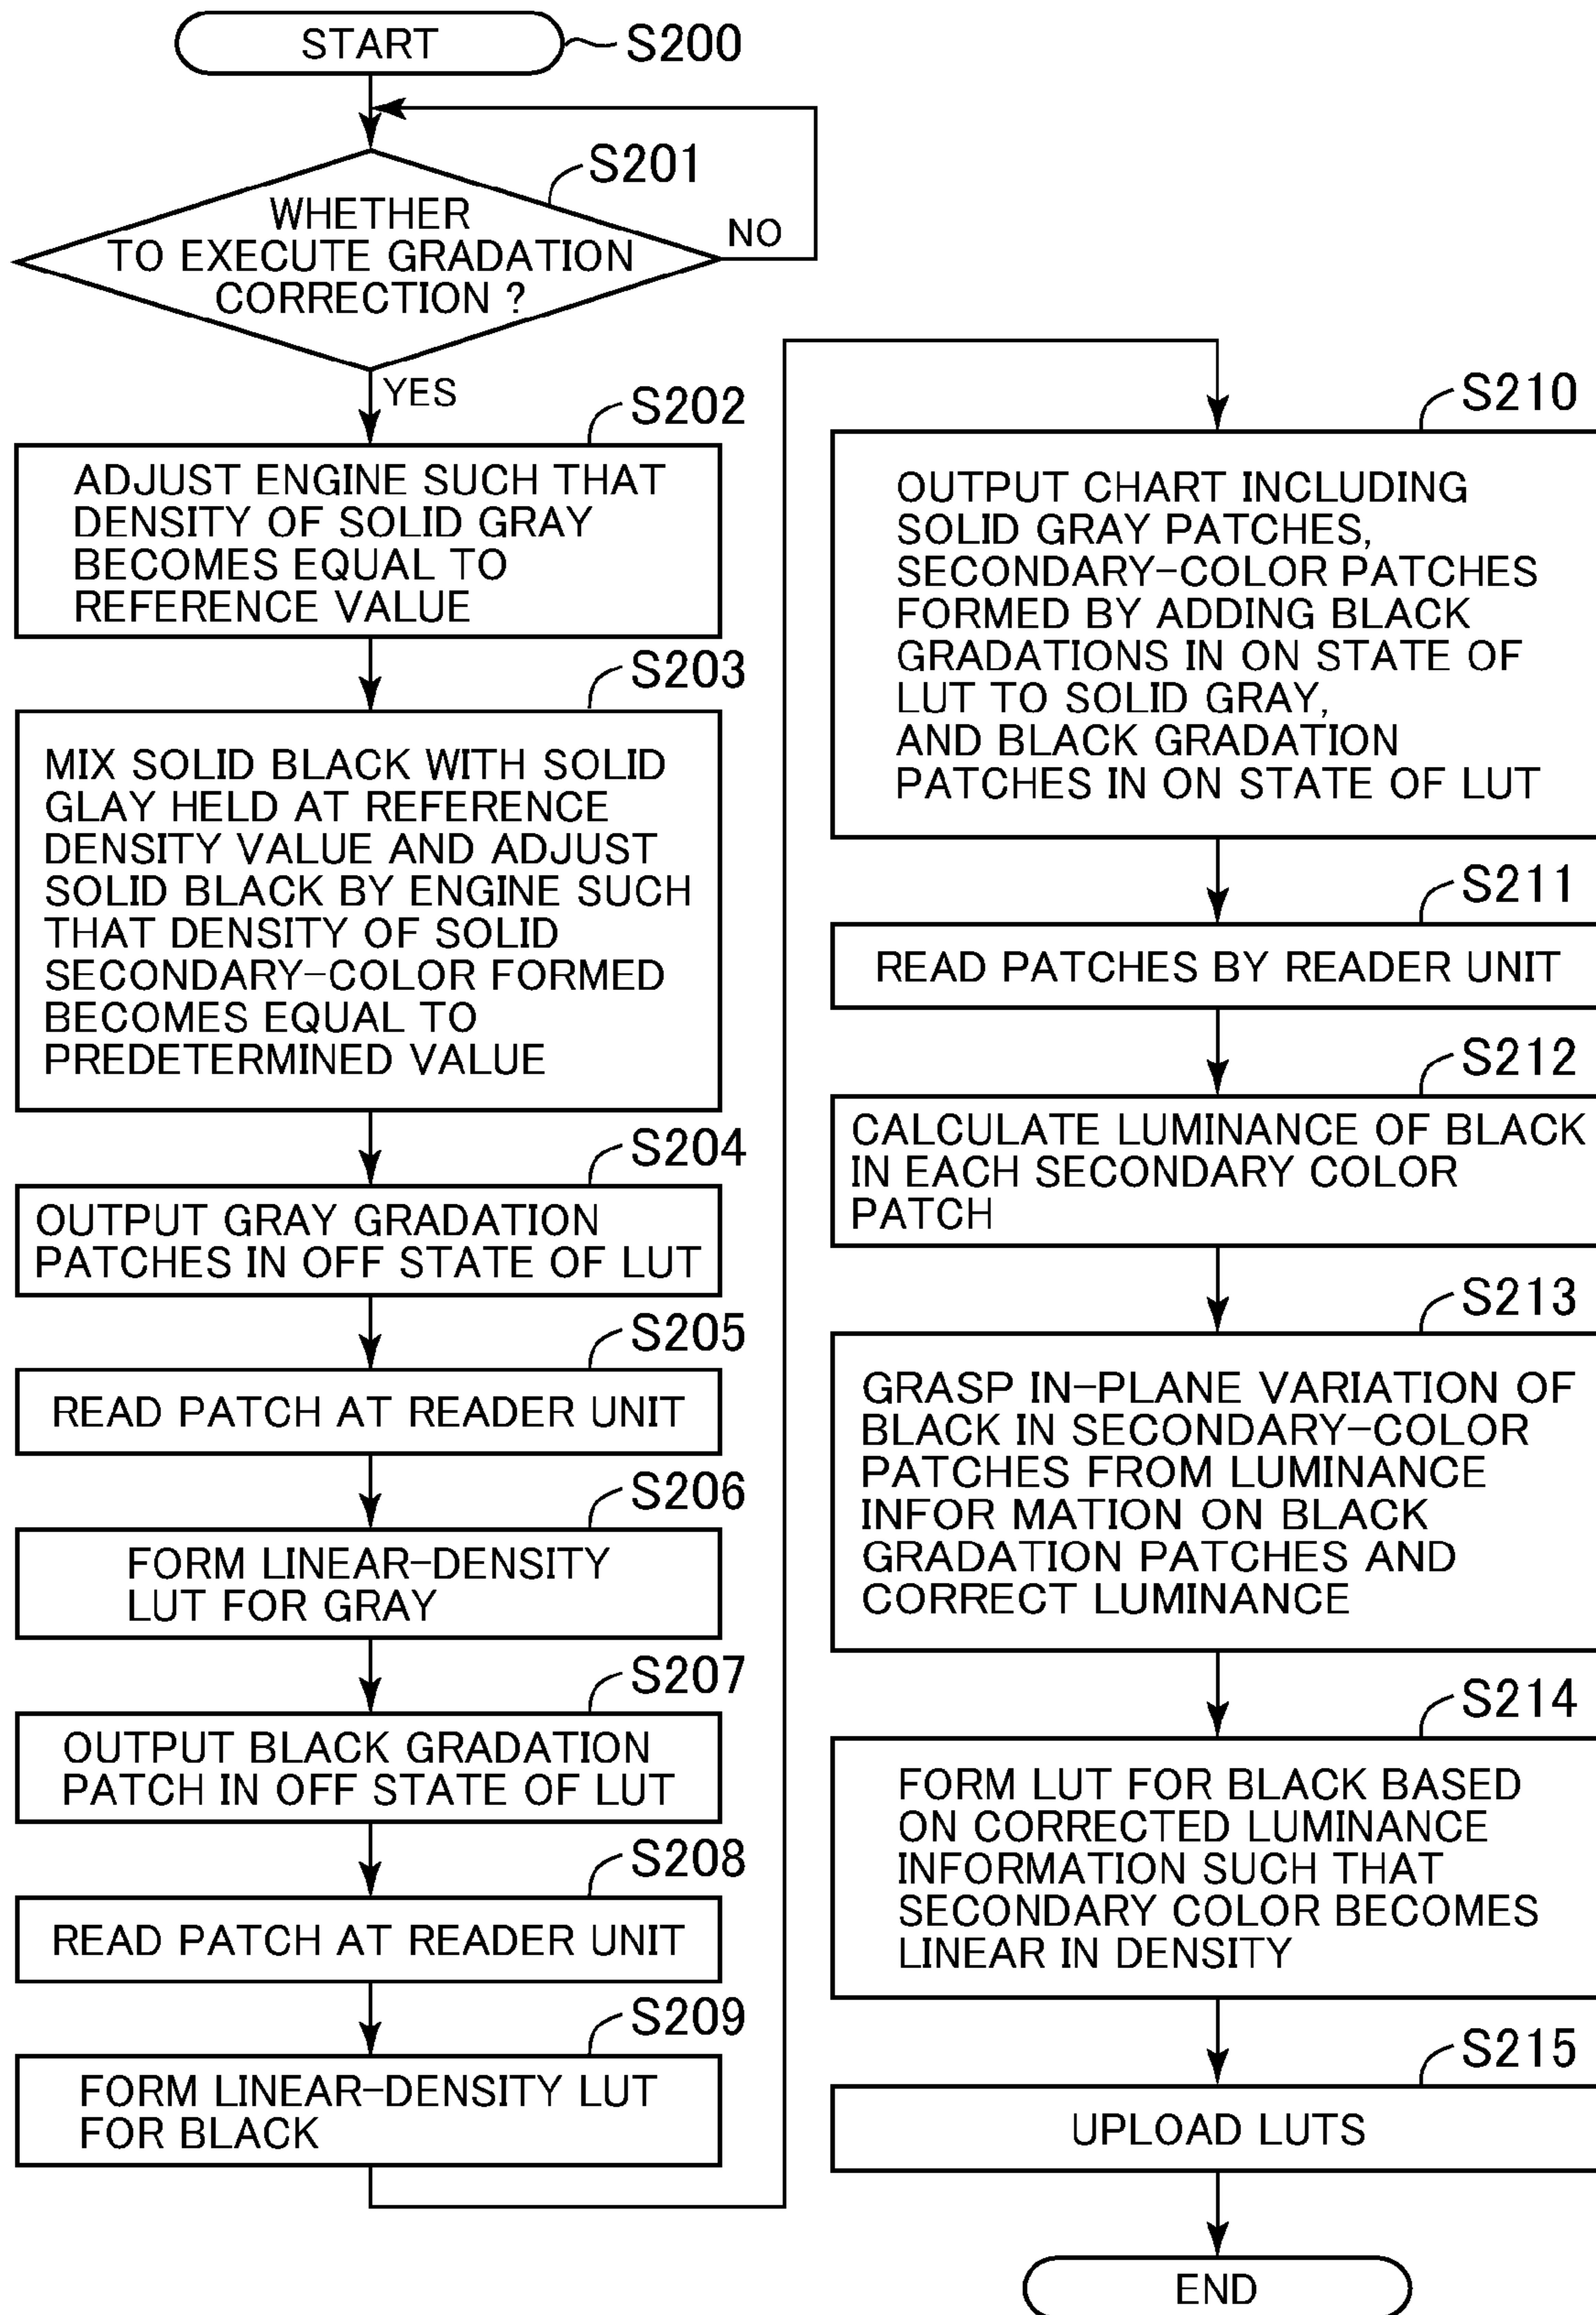 START
S200
S201
WHETHER
TO EXECUTE GRADATION
CORRECTION ?
NO
YES
S202
ADJUST ENGINE SUCH THAT
DENSITY OF SOLID GRAY
BECOMES EQUAL TO
REFERENCE VALUE
S203
MIX SOLID BLACK WITH SOLID
GLAY HELD AT REFERENCE
DENSITY VALUE AND ADJUST
SOLID BLACK BY ENGINE SUCH
THAT DENSITY OF SOLID
SECONDARY-COLOR FORMED
BECOMES EQUAL TO
PREDETERMINED VALUE
S204
OUTPUT GRAY GRADATION
PATCHES IN OFF STATE OF LUT
S205
READ PATCH AT READER UNIT
S206
FORM LINEAR-DENSITY
LUT FOR GRAY
S207
OUTPUT BLACK GRADATION
PATCH IN OFF STATE OF LUT
S208
READ PATCH AT READER UNIT
S209
FORM LINEAR-DENSITY LUT
FOR BLACK
S210
OUTPUT CHART INCLUDING
SOLID GRAY PATCHES,
SECONDARY-COLOR PATCHES
FORMED BY ADDING BLACK
GRADATIONS IN ON STATE OF
LUT TO SOLID GRAY,
AND BLACK GRADATION
PATCHES IN ON STATE OF LUT
S211
READ PATCHES BY READER UNIT
S212
CALCULATE LUMINANCE OF BLACK
IN EACH SECONDARY COLOR
PATCH
S213
GRASP IN-PLANE VARIATION OF
BLACK IN SECONDARY-COLOR
PATCHES FROM LUMINANCE
INFOR MATION ON BLACK
GRADATION PATCHES AND
CORRECT LUMINANCE
S214
FORM LUT FOR BLACK BASED
ON CORRECTED LUMINANCE
INFORMATION SUCH THAT
SECONDARY COLOR BECOMES
LINEAR IN DENSITY
S215
UPLOAD LUTS
END